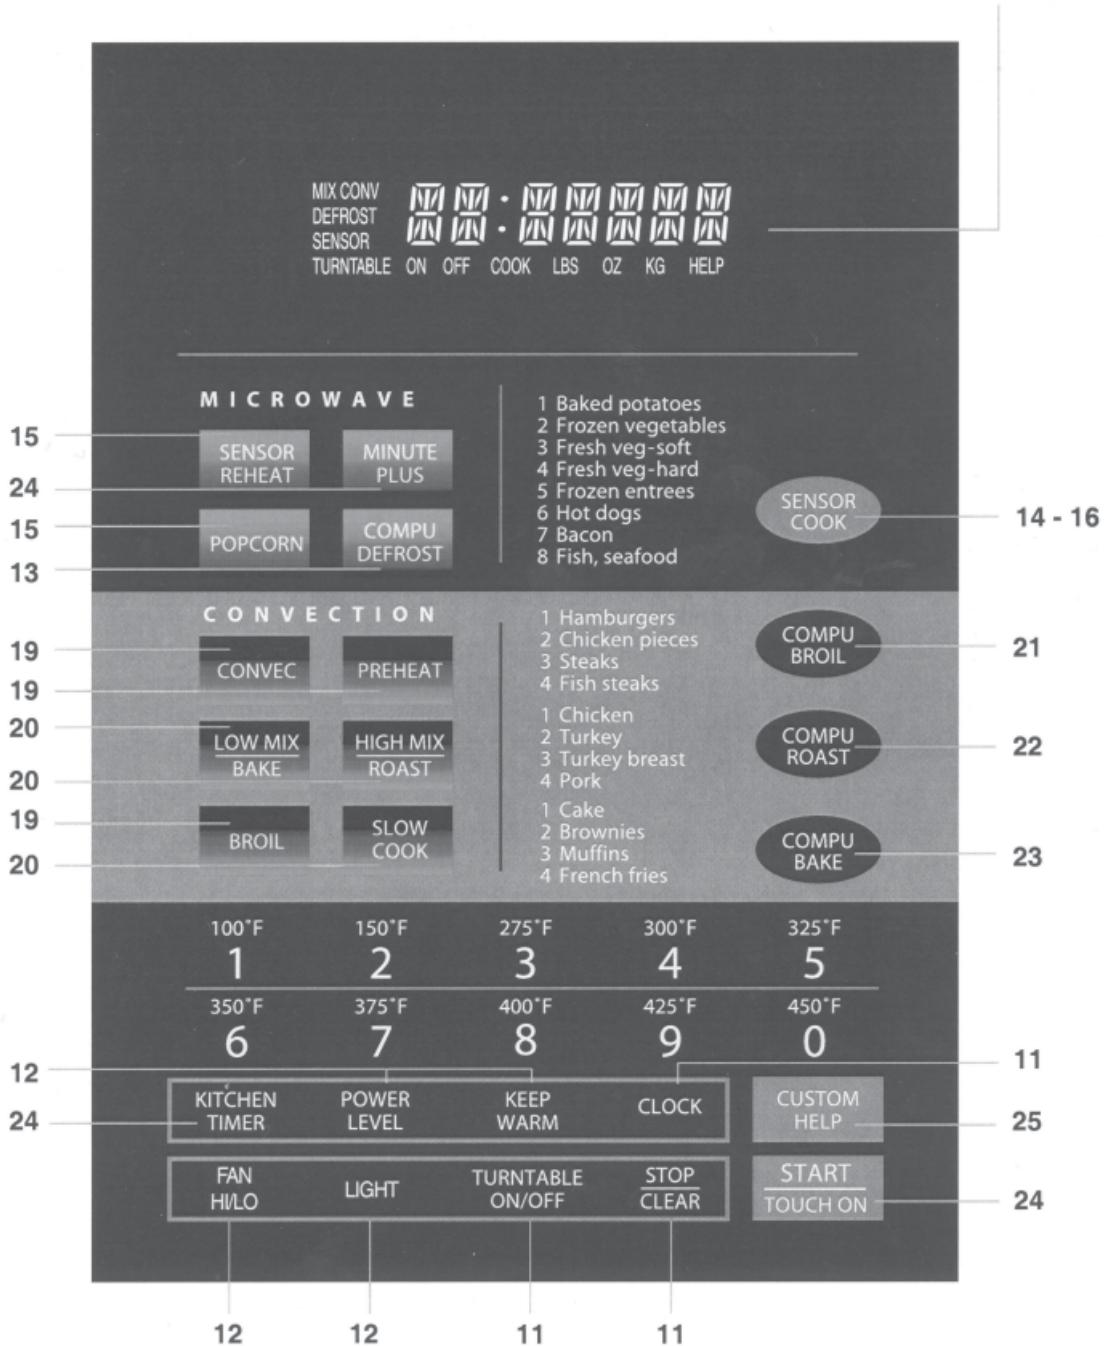 MIX CONV
DEFROST
SENSOR
TURNTABLE ON OFF COOK LBS OZ KG HELP
MICROWAVE
15
SENSOR
REHEAT
MINUTE
PLUS
24
15
POPCORN
COMPU
DEFROST
13
1 Baked potatoes
2 Frozen vegetables
3 Fresh veg-soft
4 Fresh veg-hard
5 Frozen entrees
6 Hot dogs
7 Bacon
8 Fish, seafood
SENSOR
COOK
14 - 16
CONVECTION
19
CONVEC
PREHEAT
19
20
LOW MIX
BAKE
HIGH MIX
ROAST
20
19
BROIL
SLOW
COOK
20
1 Hamburgers
2 Chicken pieces
3 Steaks
4 Fish steaks
COMPU
BROIL
21
1 Chicken
2 Turkey
3 Turkey breast
4 Pork
COMPU
ROAST
22
1 Cake
2 Brownies
3 Muffins
4 French fries
COMPU
BAKE
23
100˚F 150˚F 275˚F 300˚F 325˚F
1 2 3 4 5
350˚F 375˚F 400˚F 425˚F 450˚F
6 7 8 9 0
12
11
KITCHEN
TIMER
POWER
LEVEL
KEEP
WARM
CLOCK
CUSTOM
HELP
24
25
FAN
HI/LO
LIGHT
TURNTABLE
ON/OFF
STOP
CLEAR
START
TOUCH ON
24
12 12 11 11